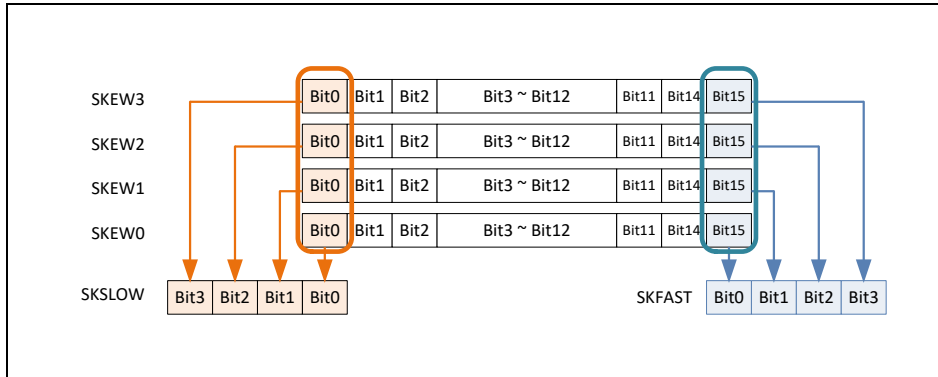 SKEW3 Bit0 Bit1 Bit2 Bit3 ~ Bit12 Bit11 Bit14 Bit15
SKEW2 Bit0 Bit1 Bit2 Bit3 ~ Bit12 Bit11 Bit14 Bit15
SKEW1 Bit0 Bit1 Bit2 Bit3 ~ Bit12 Bit11 Bit14 Bit15
SKEW0 Bit0 Bit1 Bit2 Bit3 ~ Bit12 Bit11 Bit14 Bit15
SKSLOW Bit3 Bit2 Bit1 Bit0 SKFAST Bit0 Bit1 Bit2 Bit3